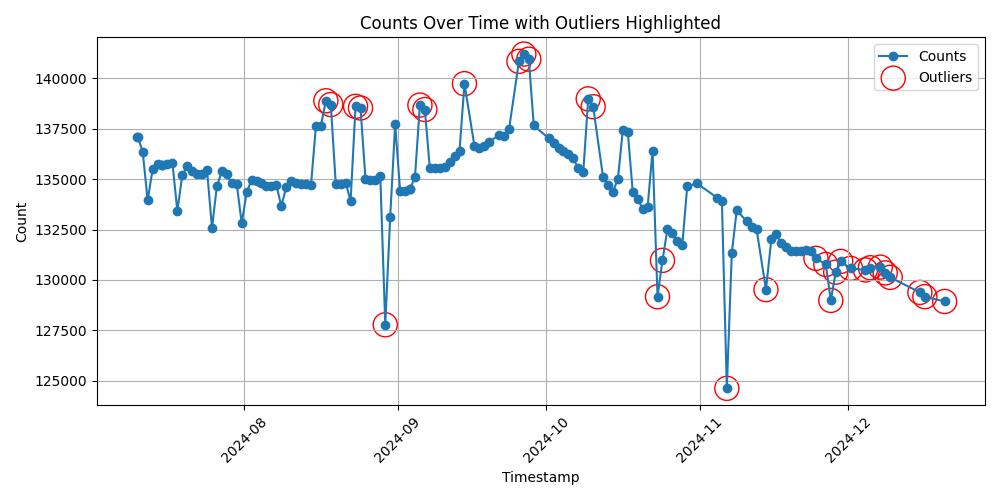 Counts Over Time with Outliers Highlighted
Counts
Outliers
Count
140000
137500
135000
132500
130000
127500
125000
2024-08
2024-09
2024-10
2024-11
2024-12
Timestamp